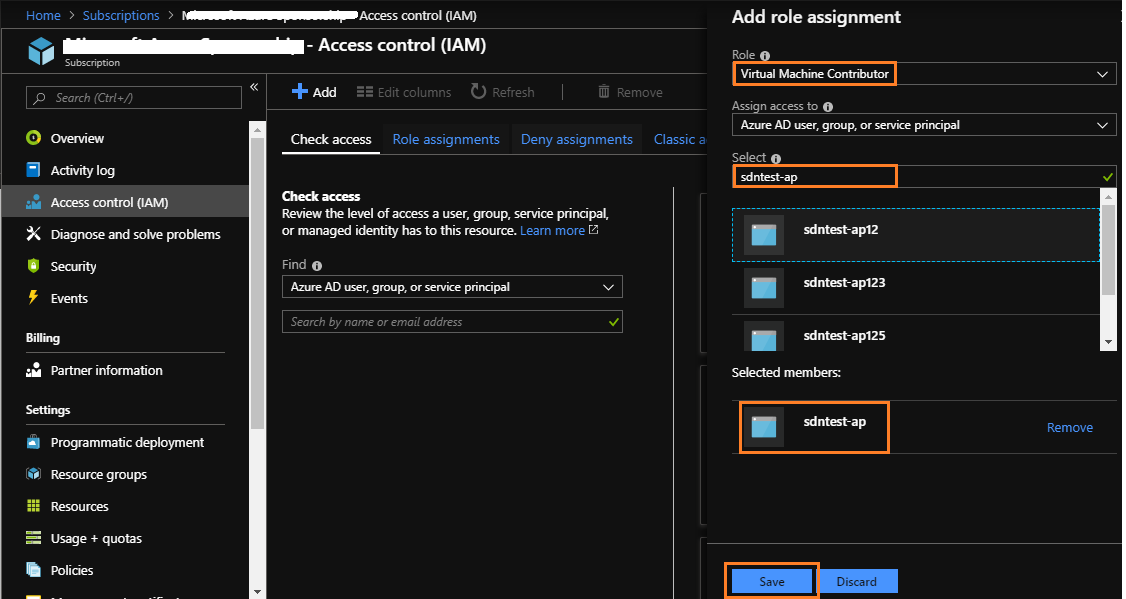 Home > Subscriptions > - Access control (IAM)
- Access control (IAM)
Subscription
Search (Ctrl+/)
«
Overview
Activity log
Access control (IAM)
Diagnose and solve problems
Security
Events
Billing
Partner information
Settings
Programmatic deployment
Resource groups
Resources
Usage + quotas
Policies
Add
Edit columns
Refresh
Remove
Check access
Role assignments
Deny assignments
Classic a
Check access
Review the level of access a user, group, service principal,
or managed identity has to this resource. Learn more
Find
Azure AD user, group, or service principal
Search by name or email address
Add role assignment
Role
Virtual Machine Contributor
Assign access to
Azure AD user, group, or service principal
Select
sdntest-ap
sdntest-ap12
sdntest-ap123
sdntest-ap125
Selected members:
sdntest-ap
Remove
Save
Discard